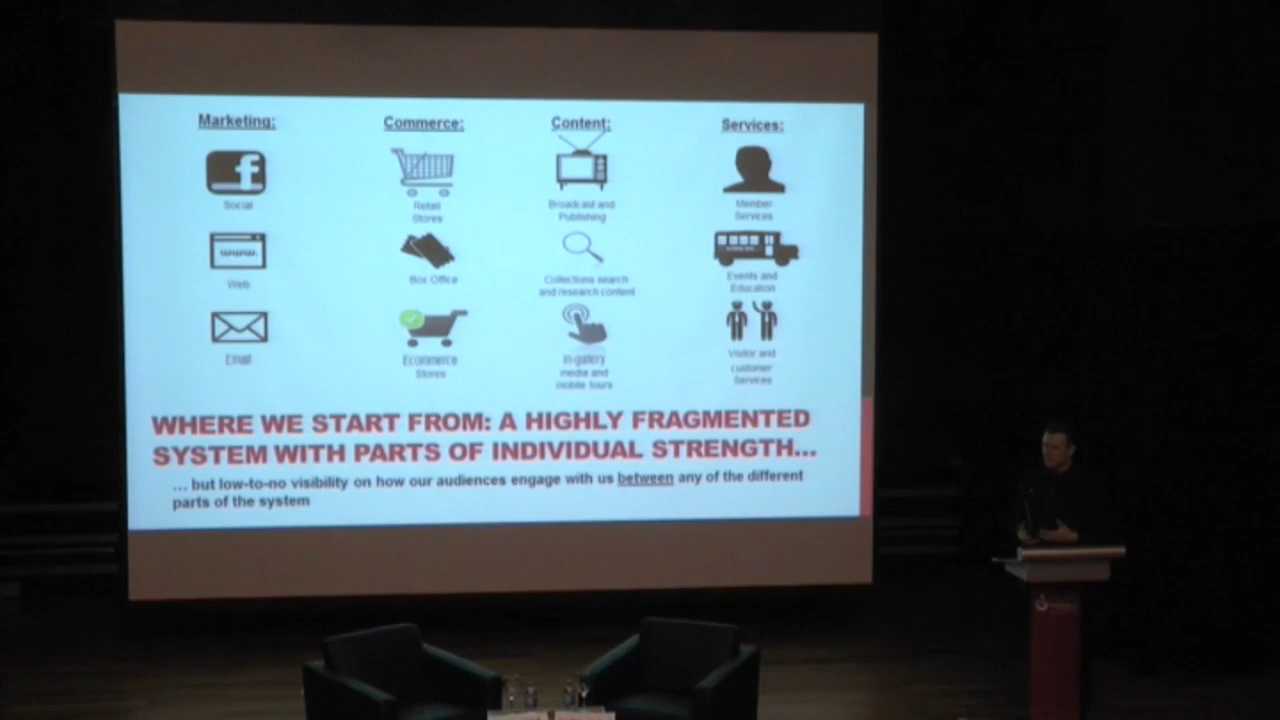 Marketing:
Commerce:
Content:
Services:
f
Social
Retail
Stores
Broadcast and
Publishing
Member
Services
www.
Web
Box Office
Collections search
and research content
Events and
Education
Email
Ecommerce
Stores
In-gallery
media and
mobile tours
Visitor and
customer
Services
WHERE WE START FROM: A HIGHLY FRAGMENTED
SYSTEM WITH PARTS OF INDIVIDUAL STRENGTH...
... but low-to-no visibility on how our audiences engage with us between any of the different
parts of the system